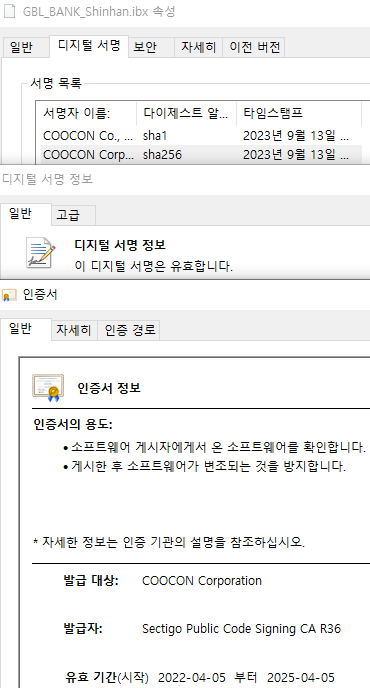 GBL_BANK_Shinhan.ibx 속성
일반 디지털 서명 보안 자세히 이전 버전
서명 목록
서명자 이름: 다이제스트 알... 타임스탬프
COOCON Co., ... sha1 2023년 9월 13일 ...
COOCON Corp... sha256 2023년 9월 13일 ...
디지털 서명 정보
일반 고급
디지털 서명 정보
이 디지털 서명은 유효합니다.
인증서
일반 자세히 인증 경로
인증서 정보
인증서의 용도:
• 소프트웨어 게시자에게서 온 소프트웨어를 확인합니다.
• 게시한 후 소프트웨어가 변조되는 것을 방지합니다.
* 자세한 정보는 인증 기관의 설명을 참조하십시오.
발급 대상: COOCON Corporation
발급자: Sectigo Public Code Signing CA R36
유효 기간(시작) 2022-04-05 부터 2025-04-05